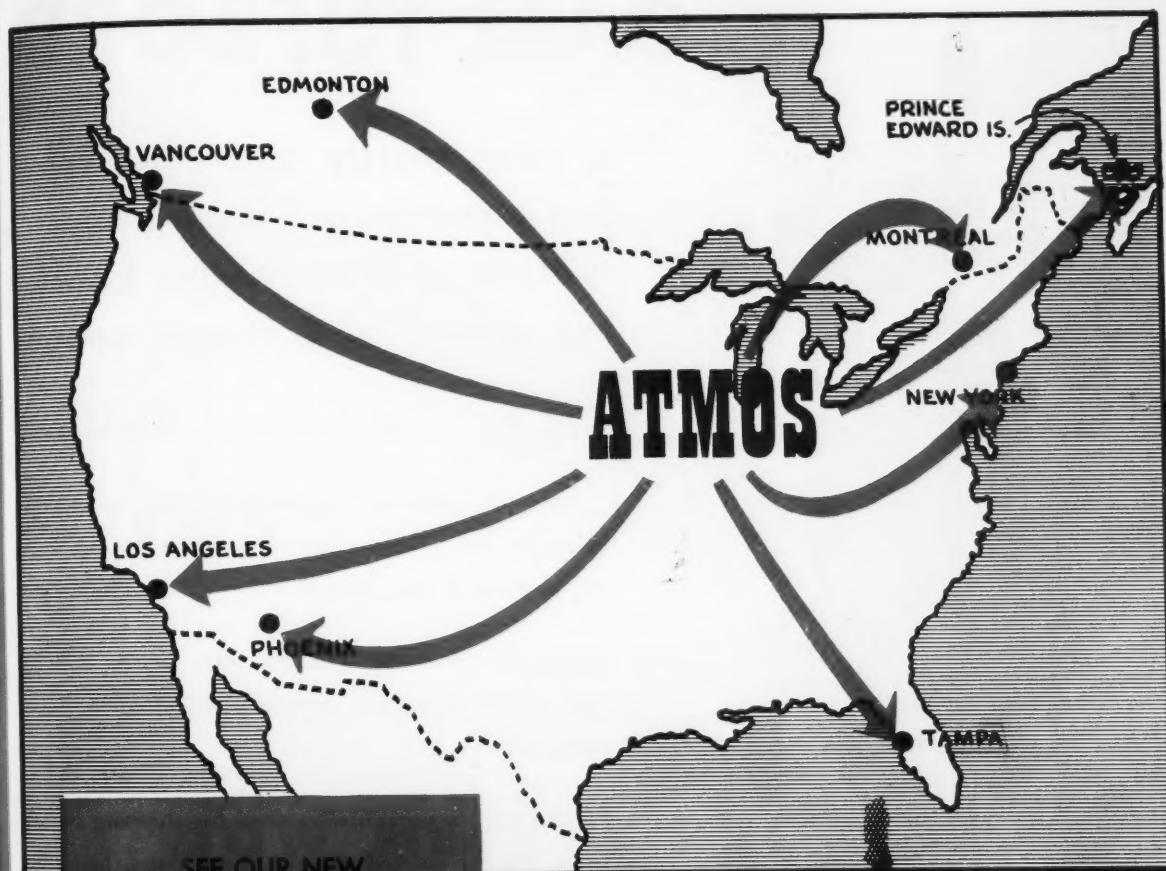 EDMONTON
PRINCE
EDWARD IS.
VANCOUVER
MONTREAL
ATMOS
NEW YORK
LOS ANGELES
PHOENIX
TAMPA
SEE OUR NEW